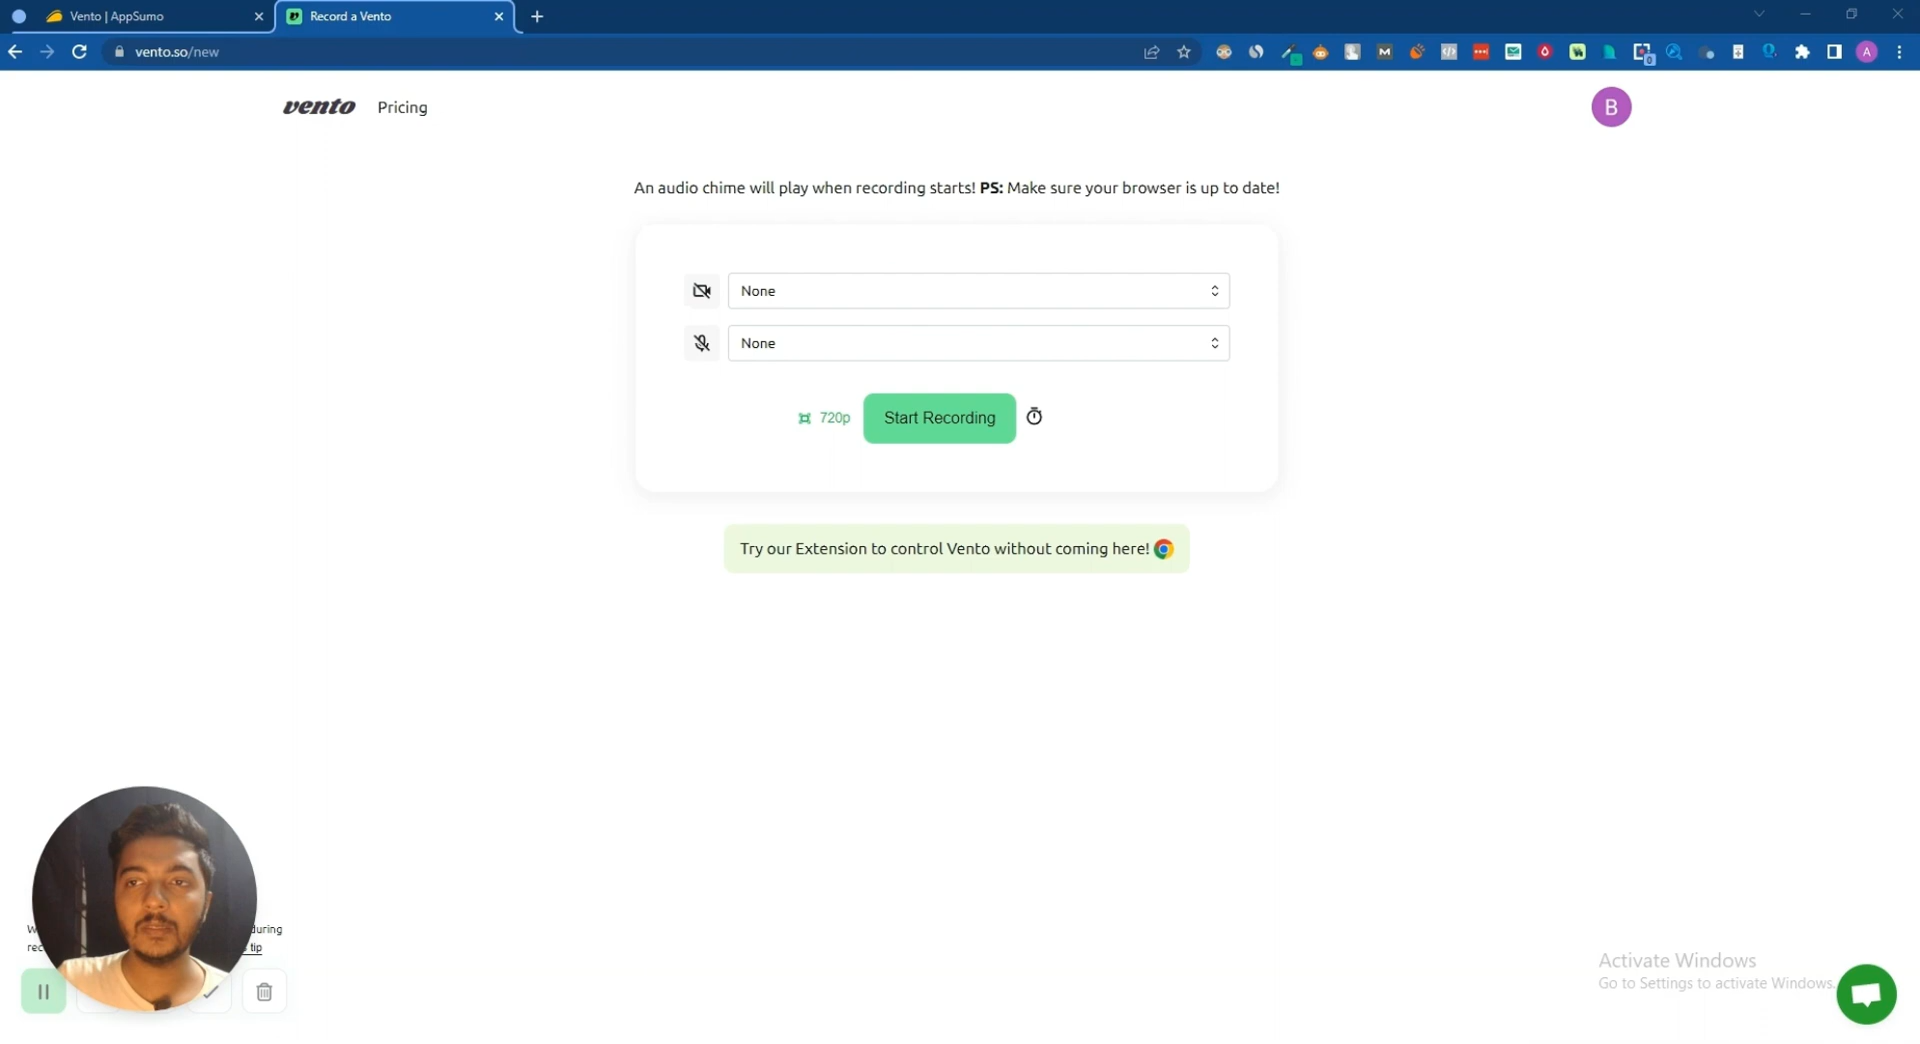 Vento | AppSumo
Record a Vento
vento.so/new
A
vento
Pricing
B
An audio chime will play when recording starts! PS: Make sure your browser is up to date!
None
None
720p
Start Recording
Try our Extension to control Vento without coming here!
during
tip
Activate Windows
Go to Settings to activate Windows.